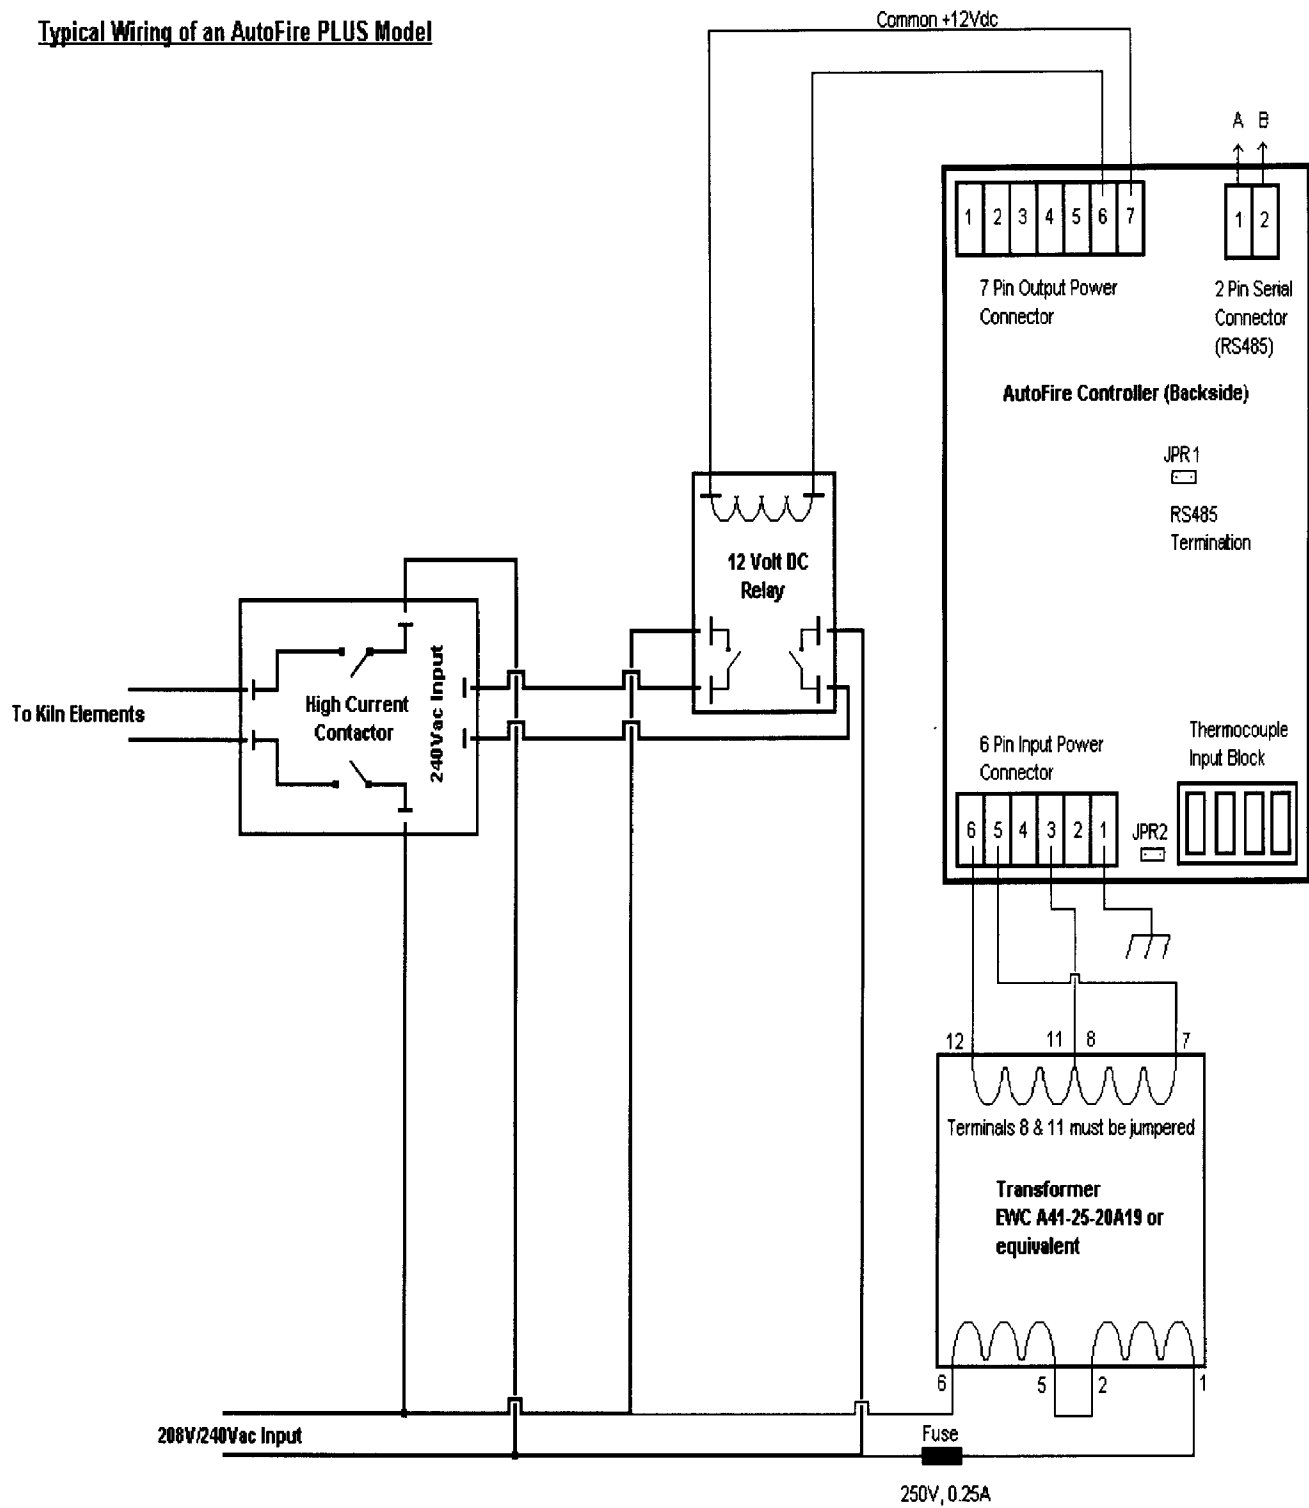 Typical Wiring of an AutoFire PLUS Model
Common +12Vdc
A B
1 2 3 4 5 6 7
1 2
7 Pin Output Power
Connector
2 Pin Serial
Connector
(RS485)
AutoFire Controller (Backside)
JPR1
RS485
Termination
12 Volt DC
Relay
240Vac Input
High Current
Contactor
To Kiln Elements
6 Pin Input Power
Connector
Thermocouple
Input Block
6 5 4 3 2 1
JPR2
12 11 8 7
Terminals 8 & 11 must be jumpered
Transformer
EWC A41-25-20A19 or
equivalent
6 5 2 1
208V/240Vac Input
Fuse
250V, 0.25A